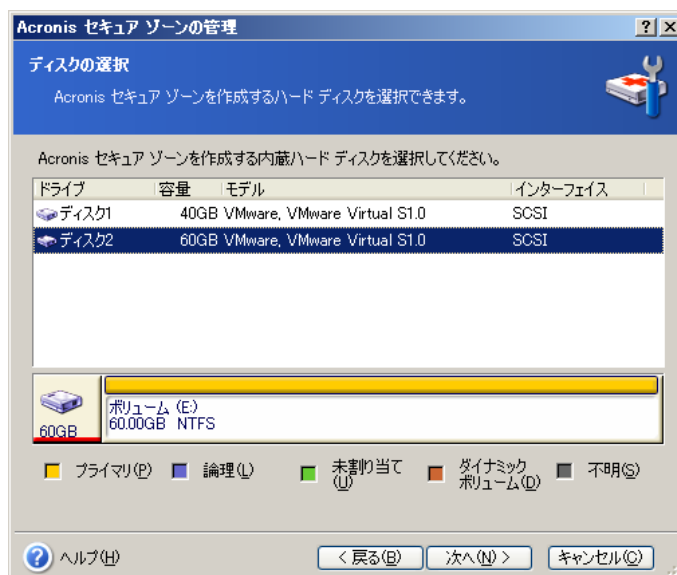 Acronis セキュア ゾーンの管理
ディスクの選択
Acronis セキュア ゾーンを作成するハード ディスクを選択できます。
Acronis セキュア ゾーンを作成する内蔵ハード ディスクを選択してください。
ドライブ 容量 モデル インターフェイス
ディスク1 40GB VMware, VMware Virtual S1.0 SCSI
ディスク2 60GB VMware, VMware Virtual S1.0 SCSI
ボリューム (E:)
60GB 60.00GB NTFS
プライマリ(P) 論理(L) 未割り当て(U) ダイナミック ボリューム(D) 不明(S)
ヘルプ(H) < 戻る(B) 次へ(N) > キャンセル(C)